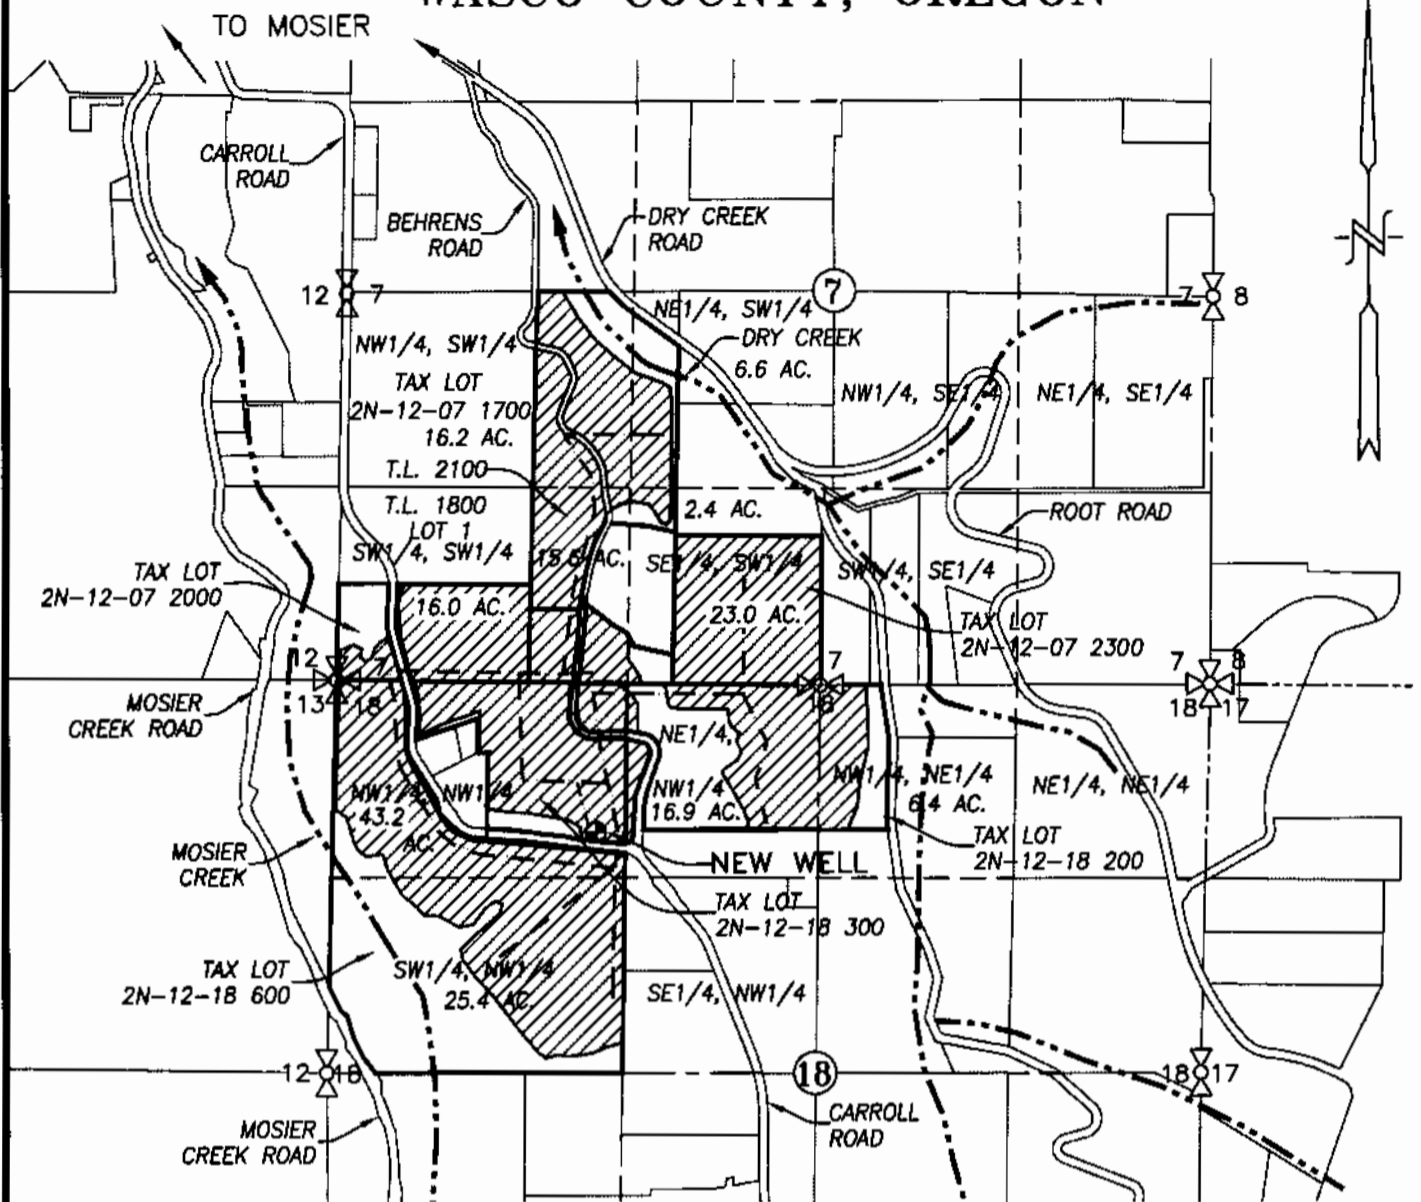 WASCO COUNTY, OREGON
TO MOSIER
CARROLL
ROAD
BEHRENS
ROAD
DRY CREEK
ROAD
12 7
7
7 8
NE1/4, SW1/4
NW1/4, SW1/4
DRY CREEK
6.6 AC.
TAX LOT
2N-12-07 1700
16.2 AC.
NW1/4, SE1/4
NE1/4, SE1/4
T.L. 2100
T.L. 1800
LOT 1
SW1/4, SW1/4
2.4 AC.
ROOT ROAD
15.6 AC.
SE1/4, SW1/4
SW1/4, SE1/4
TAX LOT
2N-12-07 2000
16.0 AC.
23.0 AC.
TAX LOT
2N-12-07 2300
2 7
13 18
7
18
7 8
18 17
MOSIER
CREEK ROAD
NE1/4,
NW1/4
16.9 AC.
NW1/4, NW1/4
43.2
AC.
NW1/4, NE1/4
6.4 AC.
NE1/4, NE1/4
MOSIER
CREEK
NEW WELL
TAX LOT
2N-12-18 200
TAX LOT
2N-12-18 300
TAX LOT
2N-12-18 600
SW1/4, NW1/4
25.4 AC.
SE1/4, NW1/4
12 18
18
18 17
MOSIER
CREEK ROAD
CARROLL
ROAD
N